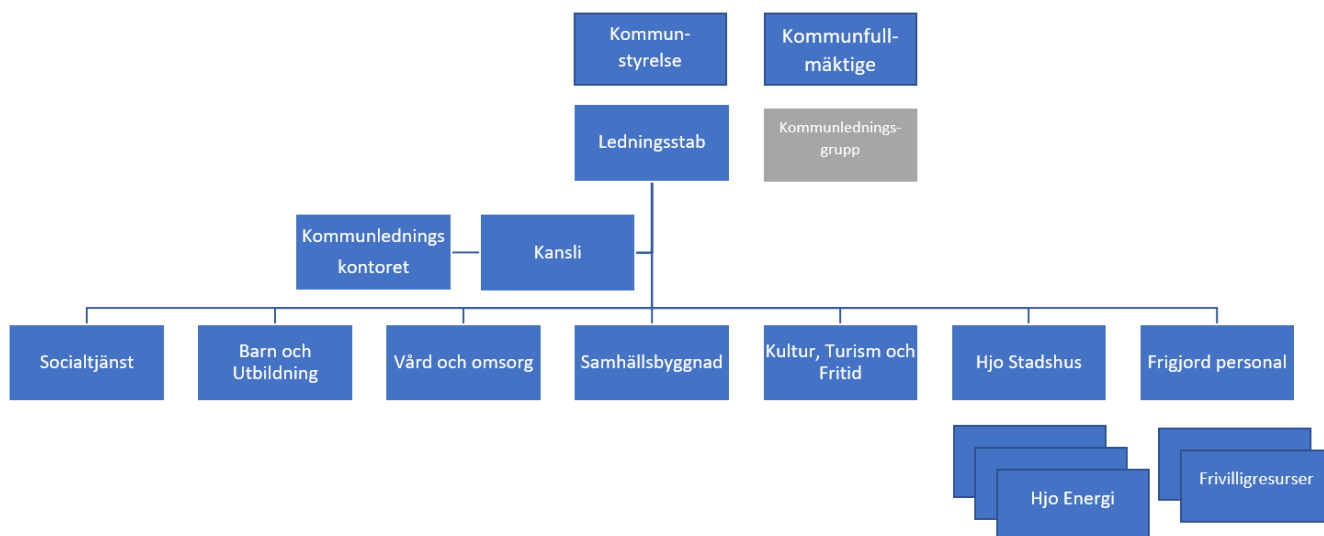 Kommun-
styrelse
Kommunfull-
mäktige
Ledningsstab
Kommunlednings-
grupp
Kommunlednings
kontoret
Kansli
Socialtjänst
Barn och
Utbildning
Vård och omsorg
Samhällsbyggnad
Kultur, Turism och
Fritid
Hjo Stadshus
Frigjord personal
Hjo Energi
Frivilligresurser